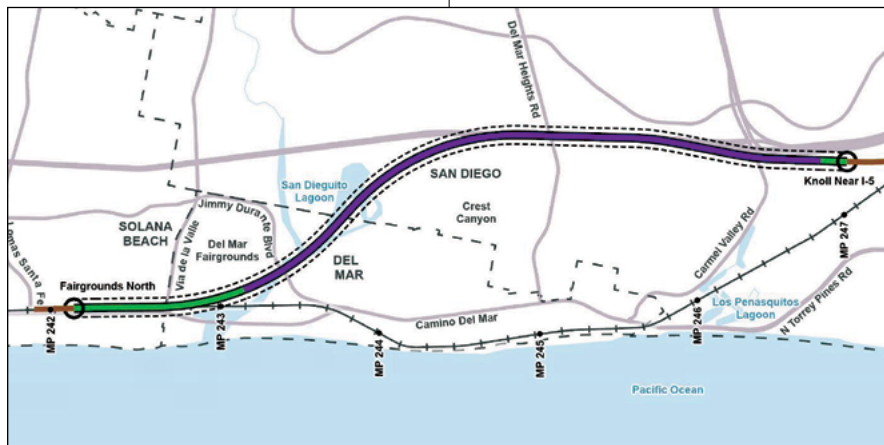 Del Mar Heights Rd
San Dieguito
Lagoon
SAN DIEGO
Knoll Near I-5
Jimmy Durante Blvd
Crest
Canyon
SOLANA
BEACH
Via de la Valle
Del Mar
Fairgrounds
DEL
MAR
Carmel Valley Rd
MP 247
Lomas Santa Fe
Fairgrounds North
MP 242
MP 243
MP 244
Camino Del Mar
MP 245
MP 246
Los Penasquitos
Lagoon
N Torrey Pines Rd
Pacific Ocean